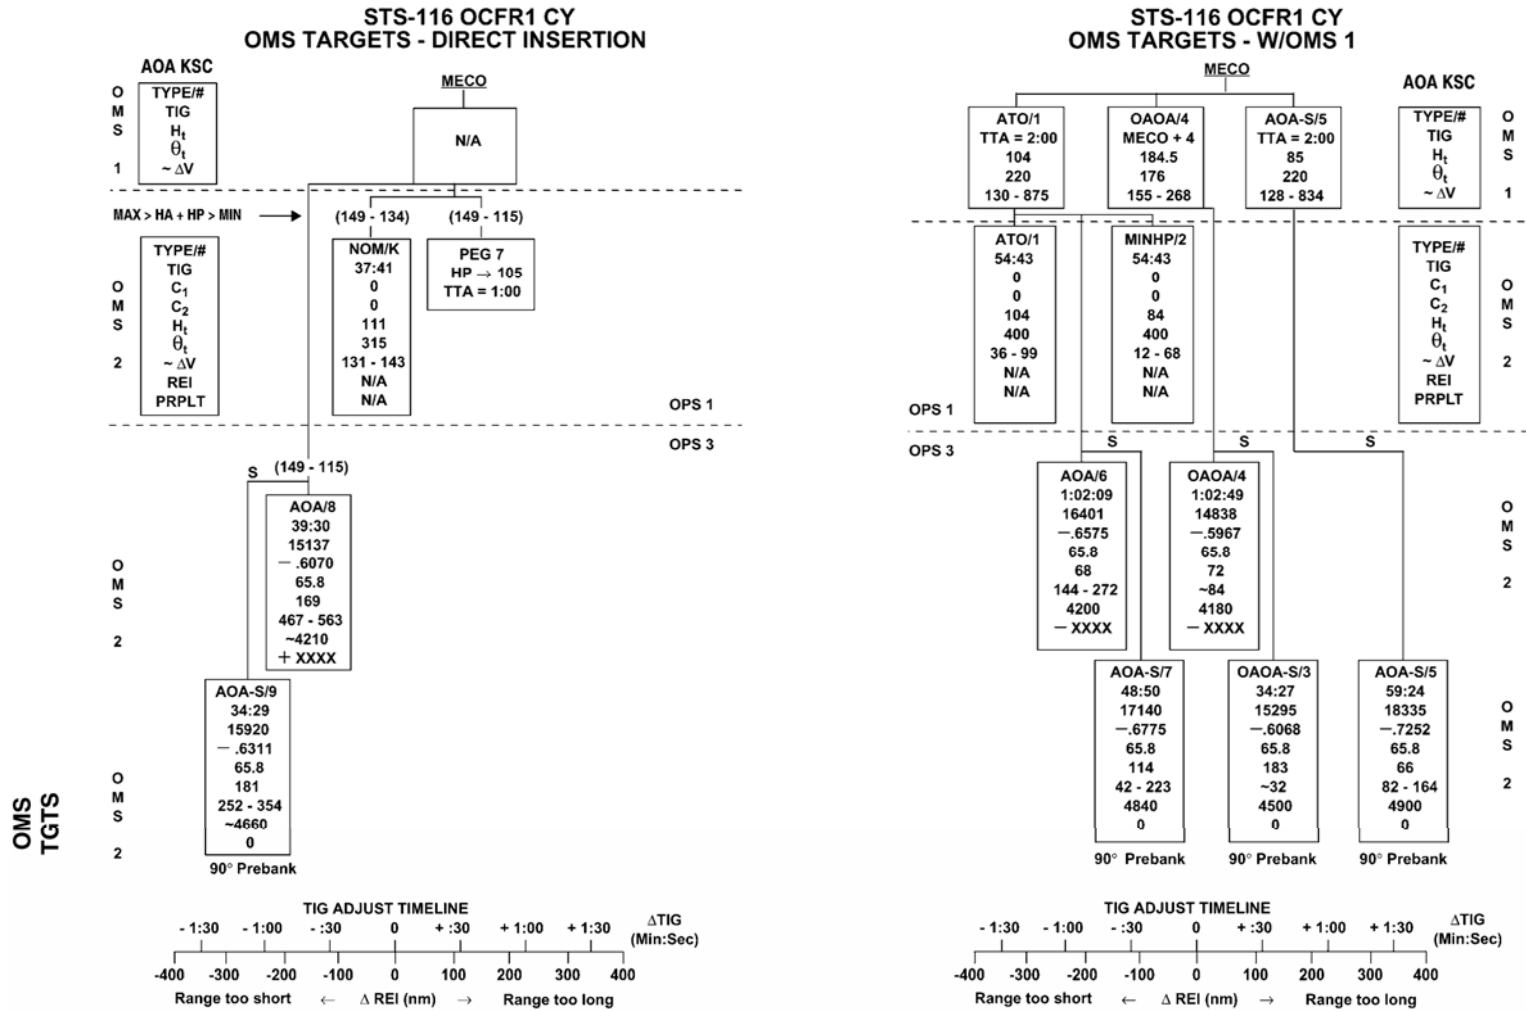 STS-116 OCFR1 CY
OMS TARGETS - DIRECT INSERTION
AOA KSC
O
M
S
1
TYPE/#
TIG
Ht
θt
~ ΔV
MECO
N/A
MAX > HA + HP > MIN
(149 - 134)
(149 - 115)
O
M
S
2
TYPE/#
TIG
C1
C2
Ht
θt
~ ΔV
REI
PRPLT
NOM/K
37:41
0
0
111
315
131 - 143
N/A
N/A
PEG 7
HP → 105
TTA = 1:00
OPS 1
OPS 3
S
(149 - 115)
O
M
S
2
AOA/8
39:30
15137
− .6070
65.8
169
467 - 563
~4210
+ XXXX
O
M
S
2
AOA-S/9
34:29
15920
− .6311
65.8
181
252 - 354
~4660
0
90° Prebank
OMS
TGTS
TIG ADJUST TIMELINE
- 1:30 - 1:00 - :30 0 + :30 + 1:00 + 1:30
ΔTIG
(Min:Sec)
-400 -300 -200 -100 0 100 200 300 400
Range too short ← Δ REI (nm) → Range too long
STS-116 OCFR1 CY
OMS TARGETS - W/OMS 1
MECO
AOA KSC
ATO/1
TTA = 2:00
104
220
130 - 875
OAOA/4
MECO + 4
184.5
176
155 - 268
AOA-S/5
TTA = 2:00
85
220
128 - 834
TYPE/#
TIG
Ht
θt
~ ΔV
O
M
S
1
ATO/1
54:43
0
0
104
400
36 - 99
N/A
N/A
MINHP/2
54:43
0
0
84
400
12 - 68
N/A
N/A
TYPE/#
TIG
C1
C2
Ht
θt
~ ΔV
REI
PRPLT
O
M
S
2
OPS 1
OPS 3
S
S
S
AOA/6
1:02:09
16401
−.6575
65.8
68
144 - 272
4200
− XXXX
OAOA/4
1:02:49
14838
−.5967
65.8
72
~84
4180
− XXXX
O
M
S
2
AOA-S/7
48:50
17140
−.6775
65.8
114
42 - 223
4840
0
90° Prebank
OAOA-S/3
34:27
15295
−.6068
65.8
183
~32
4500
0
90° Prebank
AOA-S/5
59:24
18335
−.7252
65.8
66
82 - 164
4900
0
90° Prebank
O
M
S
2
TIG ADJUST TIMELINE
- 1:30 - 1:00 - :30 0 + :30 + 1:00 + 1:30
ΔTIG
(Min:Sec)
-400 -300 -200 -100 0 100 200 300 400
Range too short ← Δ REI (nm) → Range too long